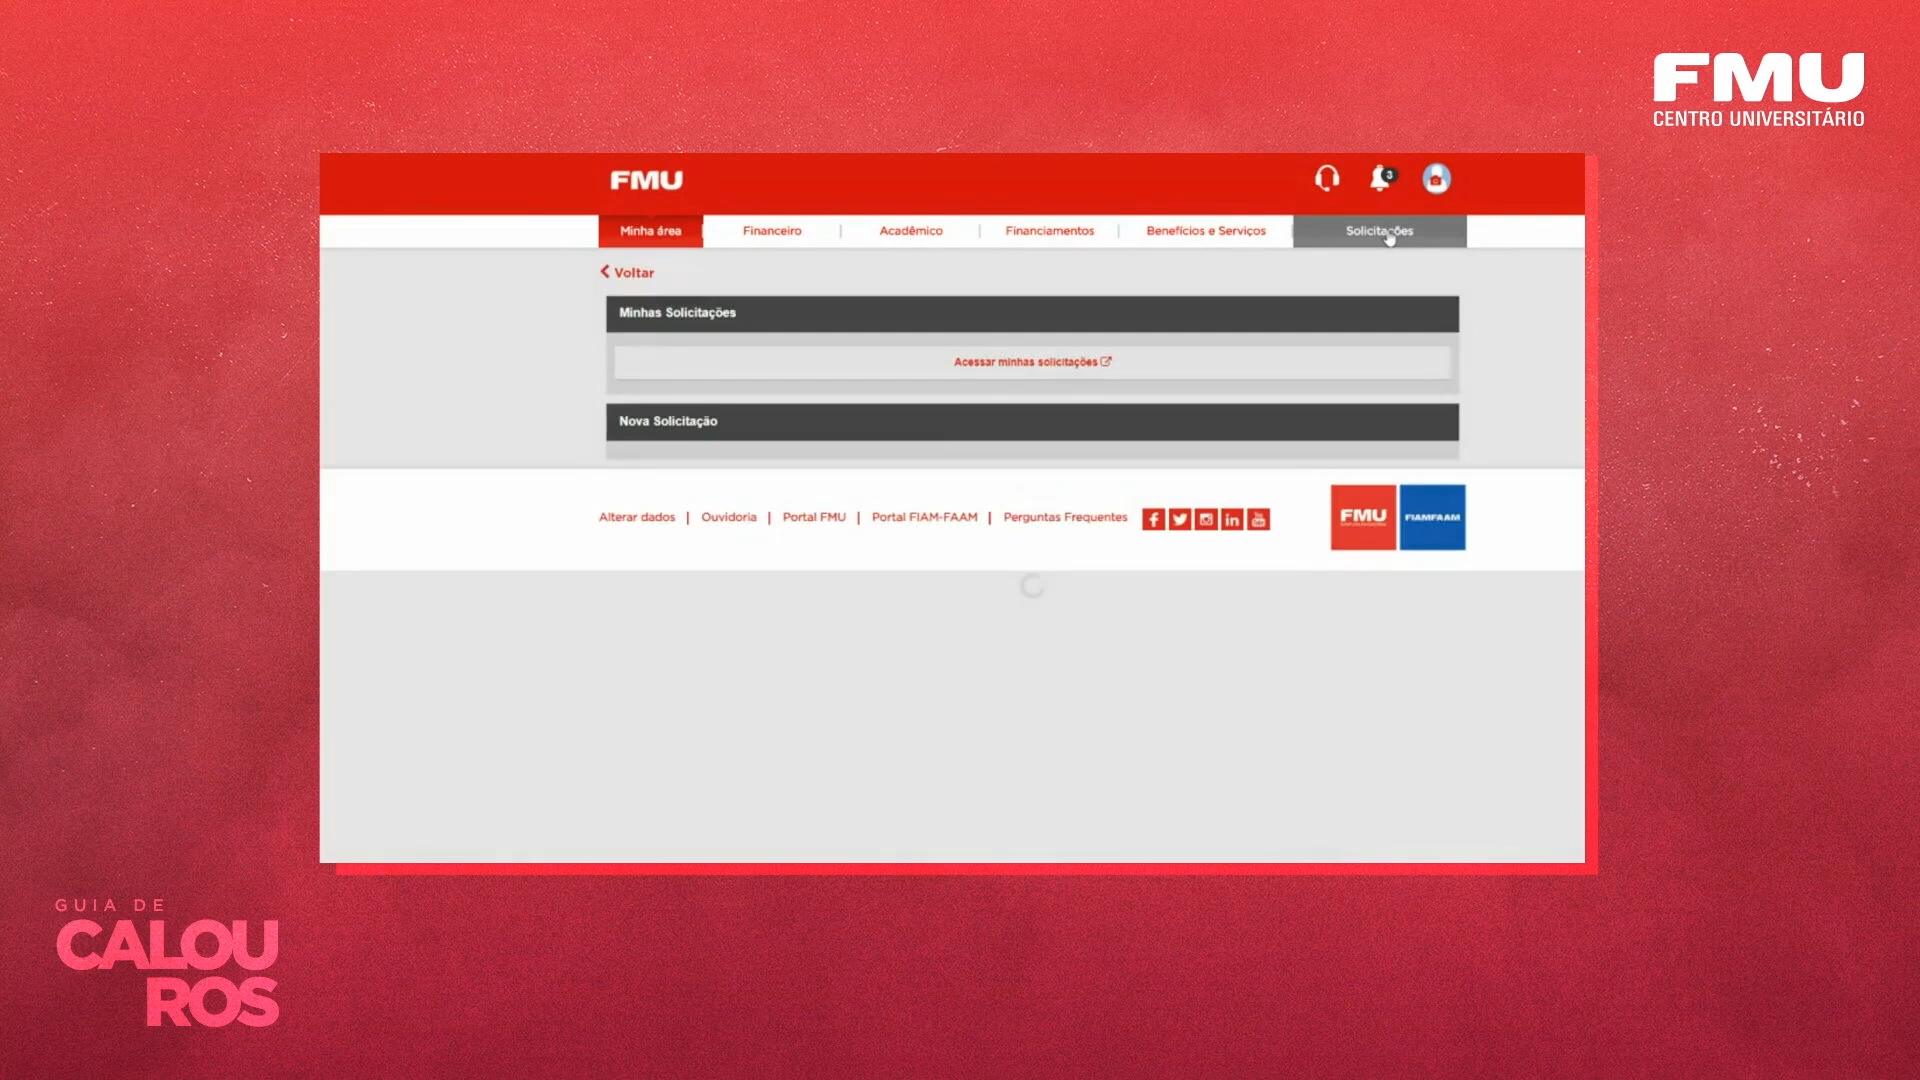 FMU
CENTRO UNIVERSITÁRIO
FMU
3
Minha área
Financeiro
Acadêmico
Financiamentos
Benefícios e Serviços
Solicitações
Voltar
Minhas Solicitações
Acessar minhas solicitações
Nova Solicitação
Alterar dados | Ouvidoria | Portal FMU | Portal FIAM-FAAM | Perguntas Frequentes
FMU
FIAMFAAM
GUIA DE
CALOU
ROS